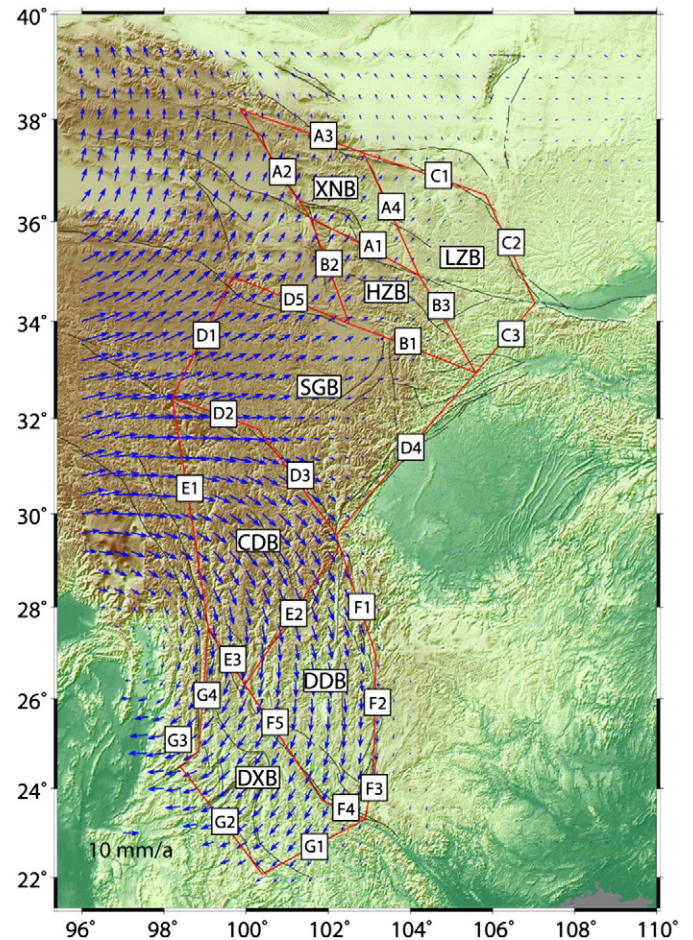 40°
38°
36°
34°
32°
30°
28°
26°
24°
22°
A3
A2
C1
XNB
A4
A1
C2
B2
LZB
D5
HZB
B3
D1
B1
C3
SGB
D2
D4
D3
E1
CDB
E2
F1
E3
DDB
G4
F2
F5
G3
DXB
F3
F4
G2
G1
10 mm/a
96° 98° 100° 102° 104° 106° 108° 110°